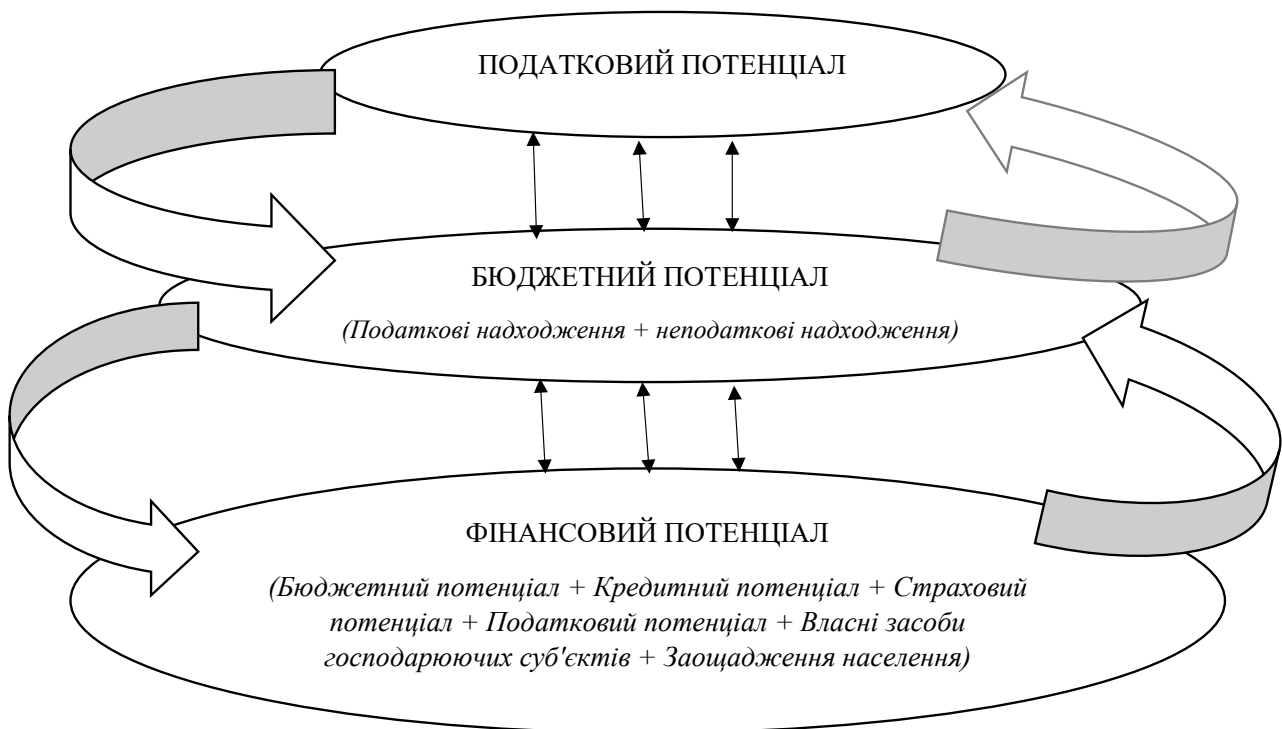 ПОДАТКОВИЙ ПОТЕНЦІАЛ
БЮДЖЕТНИЙ ПОТЕНЦІАЛ
(Податкові надходження + неподаткові надходження)
ФІНАНСОВИЙ ПОТЕНЦІАЛ
(Бюджетний потенціал + Кредитний потенціал + Страховий
потенціал + Податковий потенціал + Власні засоби
господарюючих суб'єктів + Заощадження населення)